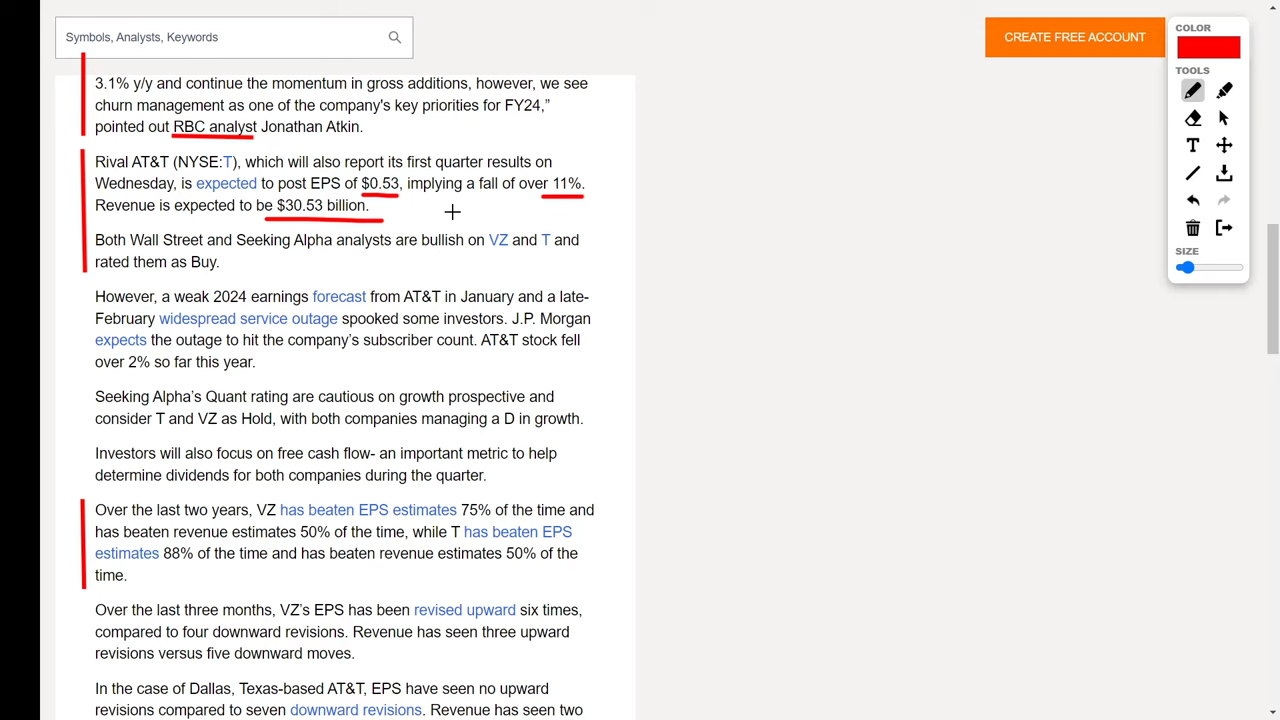 Symbols, Analysts, Keywords
CREATE FREE ACCOUNT
COLOR
TOOLS
T
SIZE
3.1% y/y and continue the momentum in gross additions, however, we see
churn management as one of the company's key priorities for FY24,”
pointed out RBC analyst Jonathan Atkin.
Rival AT&T (NYSE:T), which will also report its first quarter results on
Wednesday, is expected to post EPS of $0.53, implying a fall of over 11%.
Revenue is expected to be $30.53 billion.
Both Wall Street and Seeking Alpha analysts are bullish on VZ and T and
rated them as Buy.
However, a weak 2024 earnings forecast from AT&T in January and a late-
February widespread service outage spooked some investors. J.P. Morgan
expects the outage to hit the company’s subscriber count. AT&T stock fell
over 2% so far this year.
Seeking Alpha’s Quant rating are cautious on growth prospective and
consider T and VZ as Hold, with both companies managing a D in growth.
Investors will also focus on free cash flow- an important metric to help
determine dividends for both companies during the quarter.
Over the last two years, VZ has beaten EPS estimates 75% of the time and
has beaten revenue estimates 50% of the time, while T has beaten EPS
estimates 88% of the time and has beaten revenue estimates 50% of the
time.
Over the last three months, VZ’s EPS has been revised upward six times,
compared to four downward revisions. Revenue has seen three upward
revisions versus five downward moves.
In the case of Dallas, Texas-based AT&T, EPS have seen no upward
revisions compared to seven downward revisions. Revenue has seen two